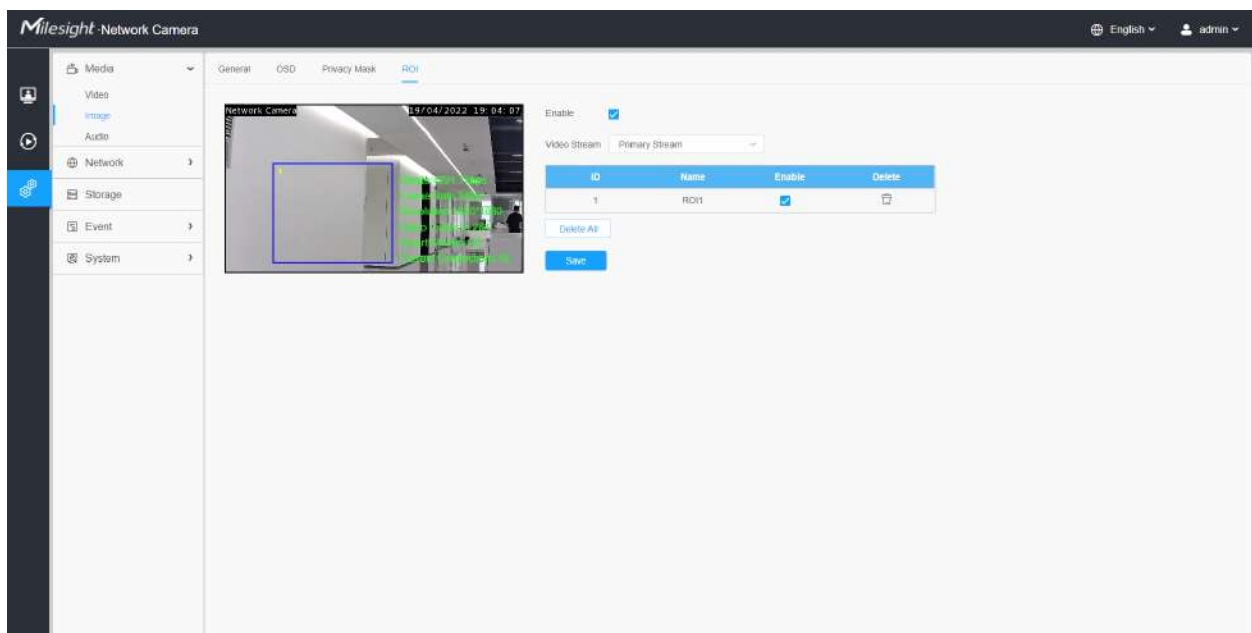 Milesight Network Camera
English
admin
Media
Video
Image
Audio
Network
Storage
Event
System
General OSD Privacy Mask ROI
Network Camera 19/04/2022 19:04:07
1
Enable
Video Stream Primary Stream
ID Name Enable Delete
1 ROI1
Delete All
Save